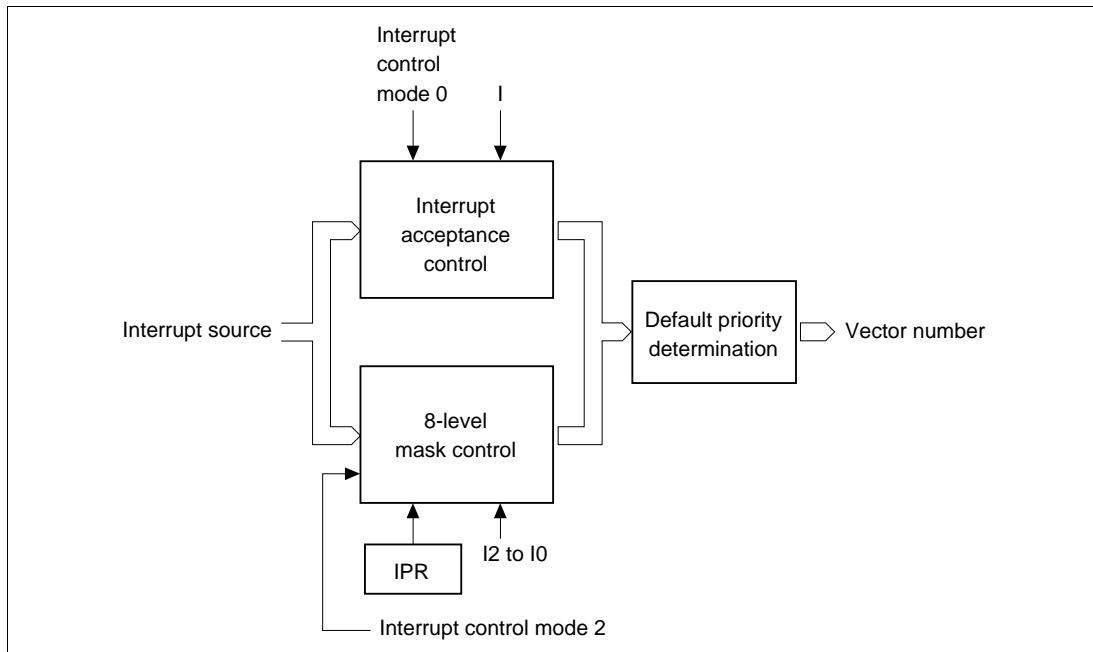 Interrupt
control
mode 0
I
Interrupt
acceptance
control
Interrupt source
Default priority
determination
Vector number
8-level
mask control
I2 to I0
IPR
Interrupt control mode 2